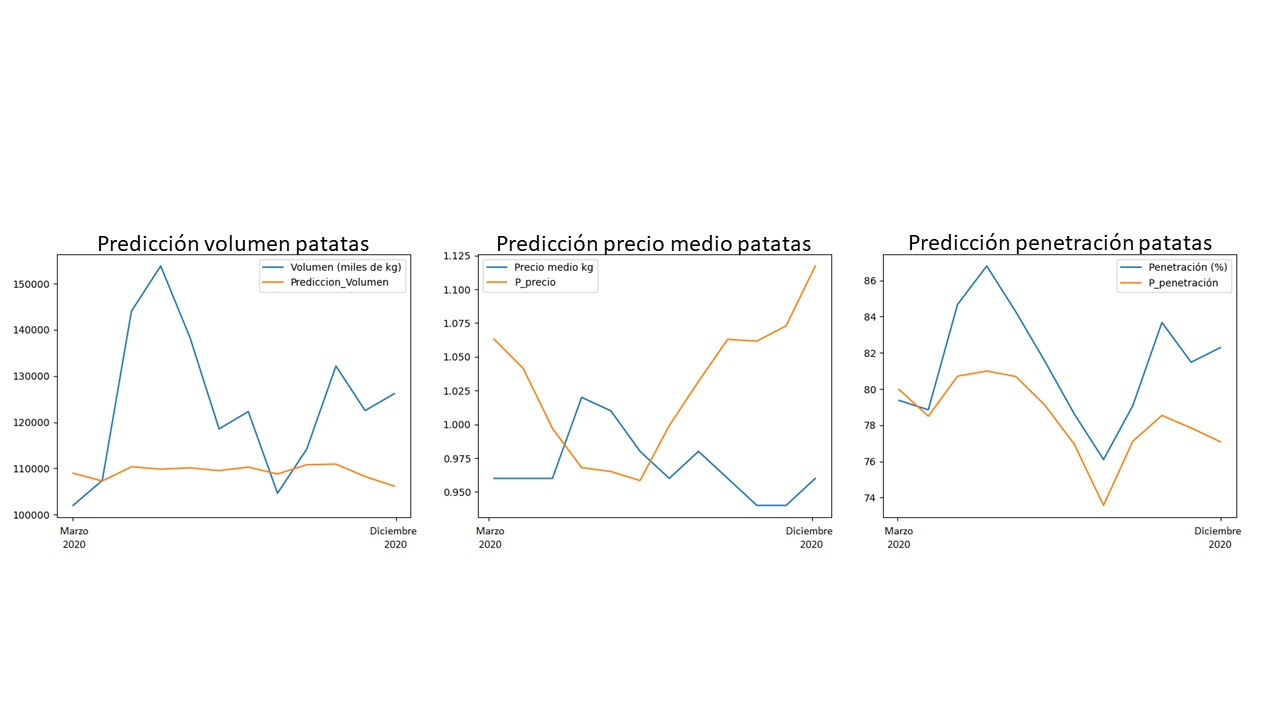 Predicción volumen patatas
Volumen (miles de kg)
Prediccion_Volumen
150000
140000
130000
120000
110000
100000
Marzo
2020
Diciembre
2020
Predicción precio medio patatas
Precio medio kg
P_precio
1.125
1.100
1.075
1.050
1.025
1.000
0.975
0.950
Marzo
2020
Diciembre
2020
Predicción penetración patatas
Penetración (%)
P_penetración
86
84
82
80
78
76
74
Marzo
2020
Diciembre
2020